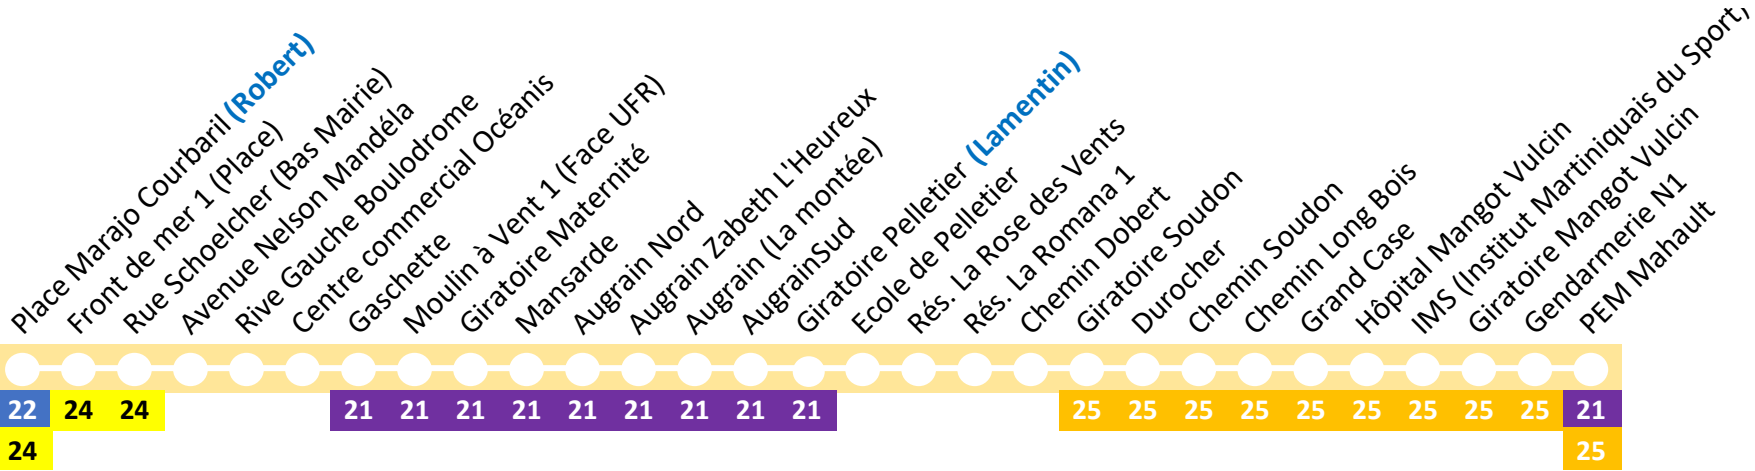 Place Marajo Courbaril (Robert)
Front de mer 1 (Place)
Rue Schoelcher (Bas Mairie)
Avenue Nelson Mandéla
Rive Gauche Boulodrome
Centre commercial Océanis
Gaschette
Moulin à Vent 1 (Face UFR)
Giratoire Maternité
Mansarde
Augrain Nord
Augrain Zabeth L'Heureux
Augrain (La montée)
AugrainSud
Giratoire Pelletier (Lamentin)
Ecole de Pelletier
Rés. La Rose des Vents
Rés. La Romana 1
Chemin Dobert
Giratoire Soudon
Durocher
Chemin Soudon
Chemin Long Bois
Grand Case
Hôpital Mangot Vulcin
IMS (Institut Martiniquais du Sport)
Giratoire Mangot Vulcin
Gendarmerie N1
PEM Mahault
22 24 24 21 21 21 21 21 21 21 21 21 25 25 25 25 25 25 25 25 25 21
24 25